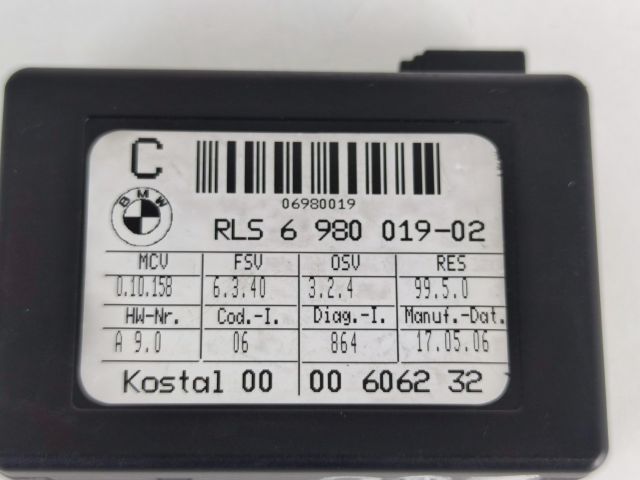 C
BMW
06980019
RLS 6 980 019-02
MCV FSV OSV RES
0.10.158 6.3.40 3.2.4 99.5.0
HW-Nr. Cod.-I. Diag.-I. Manuf.-Dat.
A 9.0 06 864 17.05.06
Kostal 00 00 6062 32